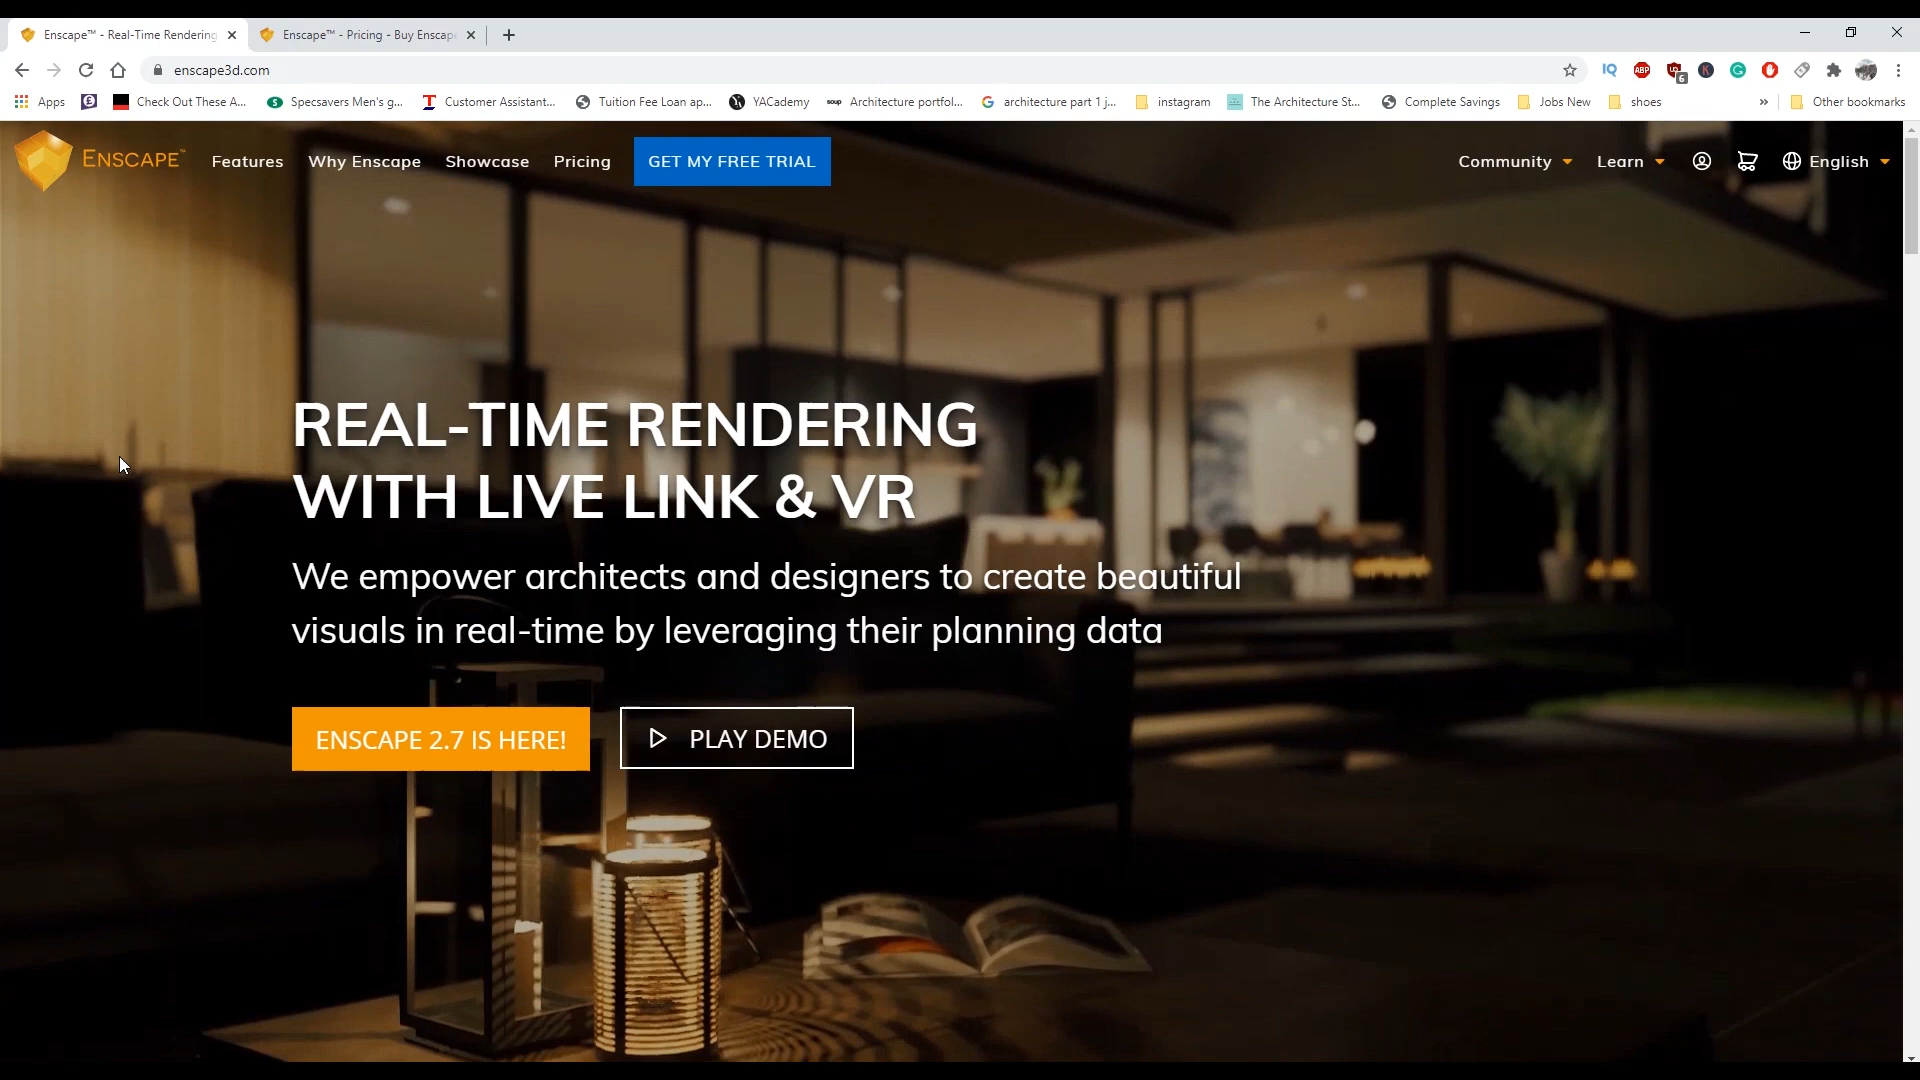 Enscape™ - Real-Time Rendering
Enscape™ - Pricing - Buy Enscape
enscape3d.com
ABP
6
Apps
Check Out These A...
Specsavers Men's g...
Customer Assistant...
Tuition Fee Loan ap...
YACademy
soup
Architecture portfol...
architecture part 1 j...
instagram
The Architecture St...
Complete Savings
Jobs New
shoes
»
Other bookmarks
ENSCAPE™
Features
Why Enscape
Showcase
Pricing
GET MY FREE TRIAL
Community
Learn
English
REAL-TIME RENDERING
WITH LIVE LINK & VR
We empower architects and designers to create beautiful
visuals in real-time by leveraging their planning data
ENSCAPE 2.7 IS HERE!
PLAY DEMO